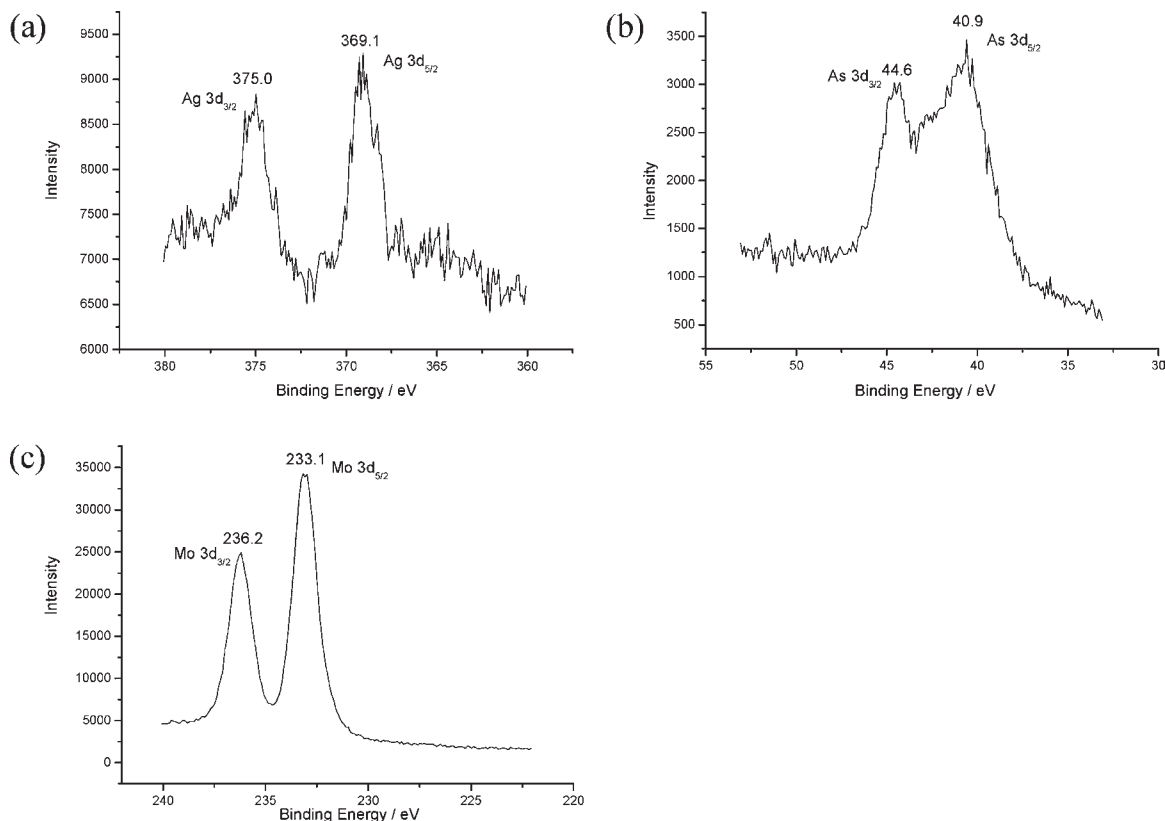 (a)
9500
9000
8500
8000
7500
7000
6500
6000
Intensity
375.0
Ag 3d3/2
369.1
Ag 3d5/2
380 375 370 365 360
Binding Energy / eV
(b)
3500
3000
2500
2000
1500
1000
500
Intensity
As 3d3/2
44.6
40.9
As 3d5/2
55 50 45 40 35 30
Binding Energy / eV
(c)
35000
30000
25000
20000
15000
10000
5000
0
Intensity
236.2
Mo 3d3/2
233.1
Mo 3d5/2
240 235 230 225 220
Binding Energy / eV